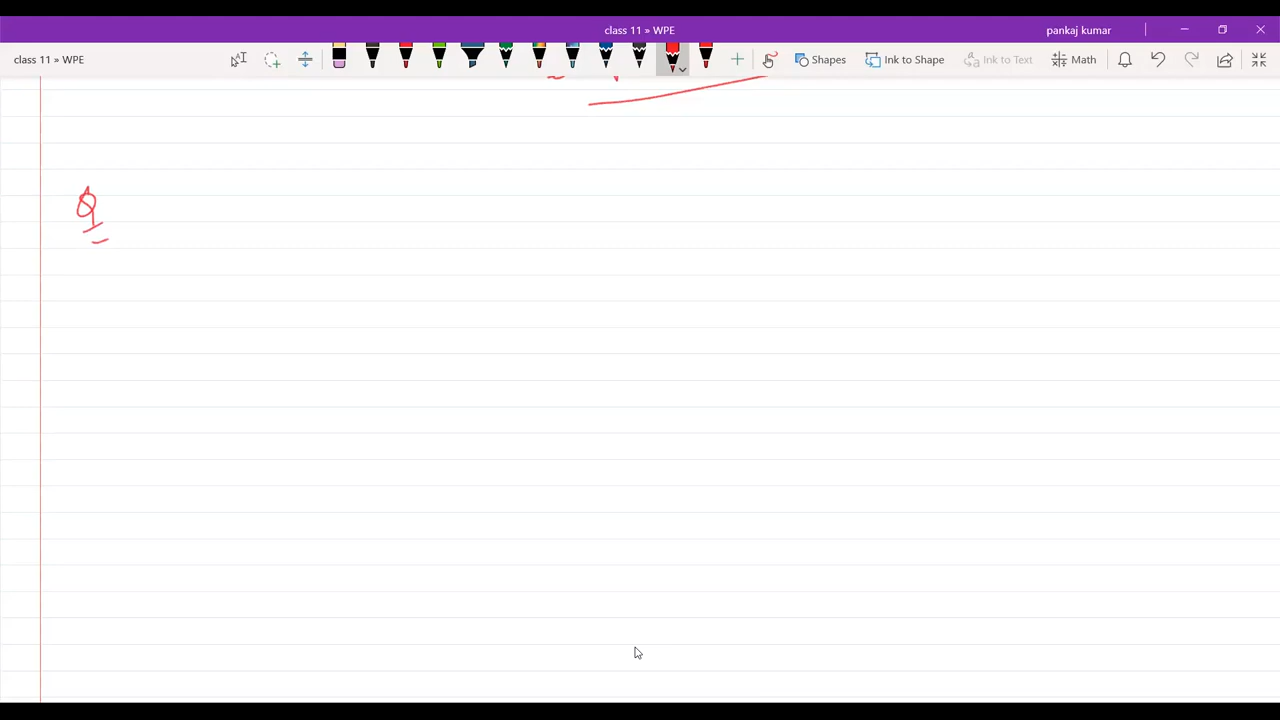 class 11 » WPE
pankaj kumar
class 11 » WPE
Shapes
Ink to Shape
Ink to Text
Math
Q